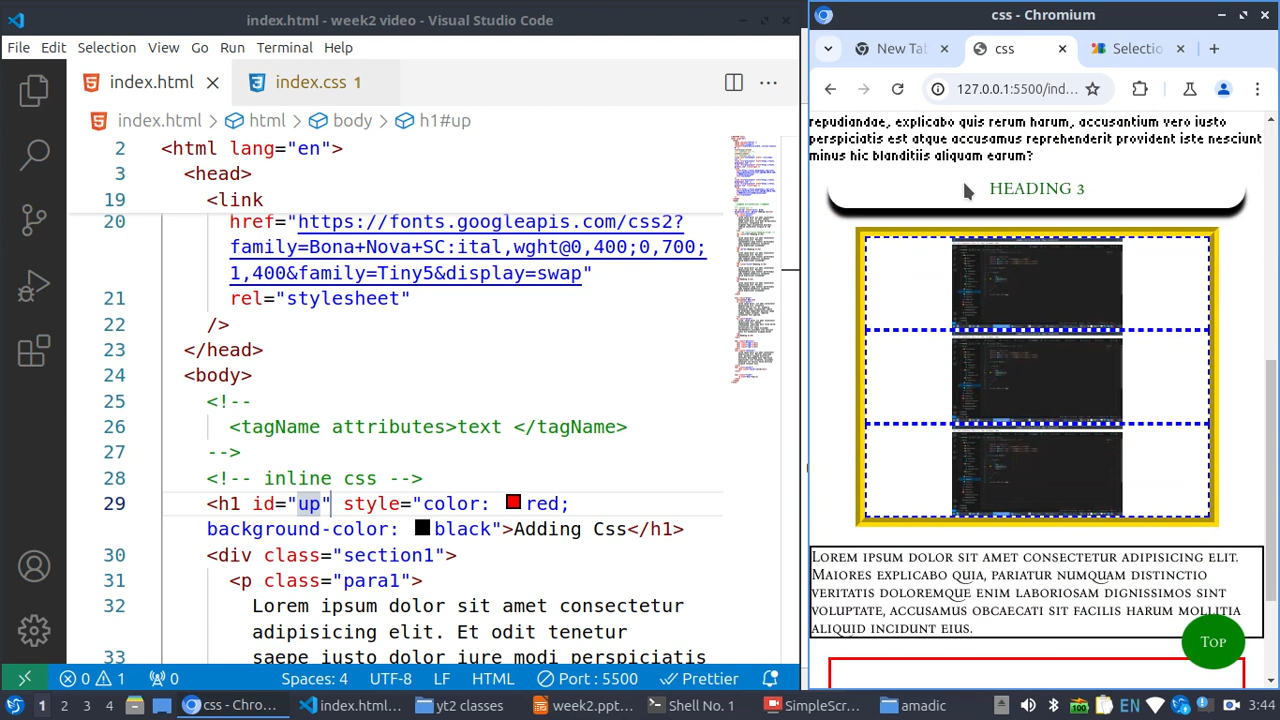 index.html - week2 video - Visual Studio Code
File Edit Selection View Go Run Terminal Help
index.html
index.css 1
index.html > html > body > h1#up
2 <html lang="en">
3 <head>
19 <link
20 href="https://fonts.googleapis.com/css2?
family=Bona+Nova+SC:ital,wght@0,400;0,700;
1,400&family=Tiny5&display=swap"
21 rel="stylesheet"
22 />
23 </head>
24 <body>
25 <!--
26 <tagName attributes>text </tagName>
27 -->
28 <!-- inline css -->
29 <h1 "up" style="color: red;
background-color: black">Adding Css</h1>
30 <div class="section1">
31 <p class="para1">
32 Lorem ipsum dolor sit amet consectetur
adipisicing elit. Et odit tenetur
33 saepe iusto dolor iure modi perspiciatis
0 1 0 Spaces: 4 UTF-8 LF HTML Port : 5500 Prettier
css - Chromium
New Tab
css
Selectio
127.0.0.1:5500/ind...
repudiandae, explicabo quis rerum harum, accusantium vero iusto
perspiciatis est atque accusamus reprehenderit provident a nesciunt
minus hic blanditiis aliquam earum?
HEADING 3
Lorem ipsum dolor sit amet consectetur adipisicing elit.
Maiores explicabo quia, pariatur numquam distinctio
veritatis doloremque enim laboriosam dignissimos sint
voluptate, accusamus obcaecati sit facilis harum mollitia
aliquid incidunt eius.
Top
1 2 3 4 css - Chro... index.html... yt2 classes week2.ppt... Shell No. 1 SimpleScr... amadic EN 3:44